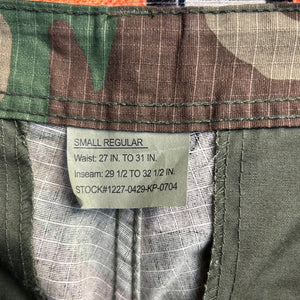 SMALL REGULAR
Waist: 27 IN. TO 31 IN.
Inseam: 29 1/2 TO 32 1/2 IN.
STOCK#1227-0429-KP-0704